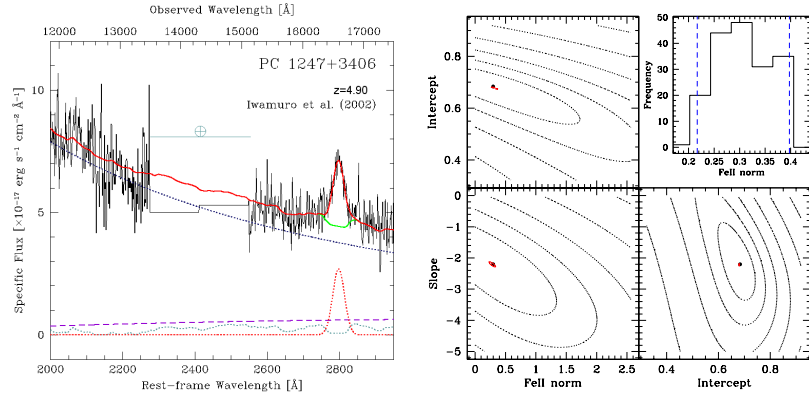 Observed Wavelength [Å]
12000 13000 14000 15000 16000 17000
PC 1247+3406
z=4.90
Iwamuro et al. (2002)
Specific Flux [×10⁻¹⁷ erg s⁻¹ cm⁻² Å⁻¹]
10
5
0
2000 2200 2400 2600 2800
Rest-frame Wavelength [Å]
Intercept
0.8
0.6
0.4
Frequency
50
40
30
20
10
0
0.2 0.25 0.3 0.35 0.4
FeII norm
Slope
0
-1
-2
-3
-4
-5
0 0.5 1 1.5 2 2.5
FeII norm
0.4 0.6 0.8
Intercept